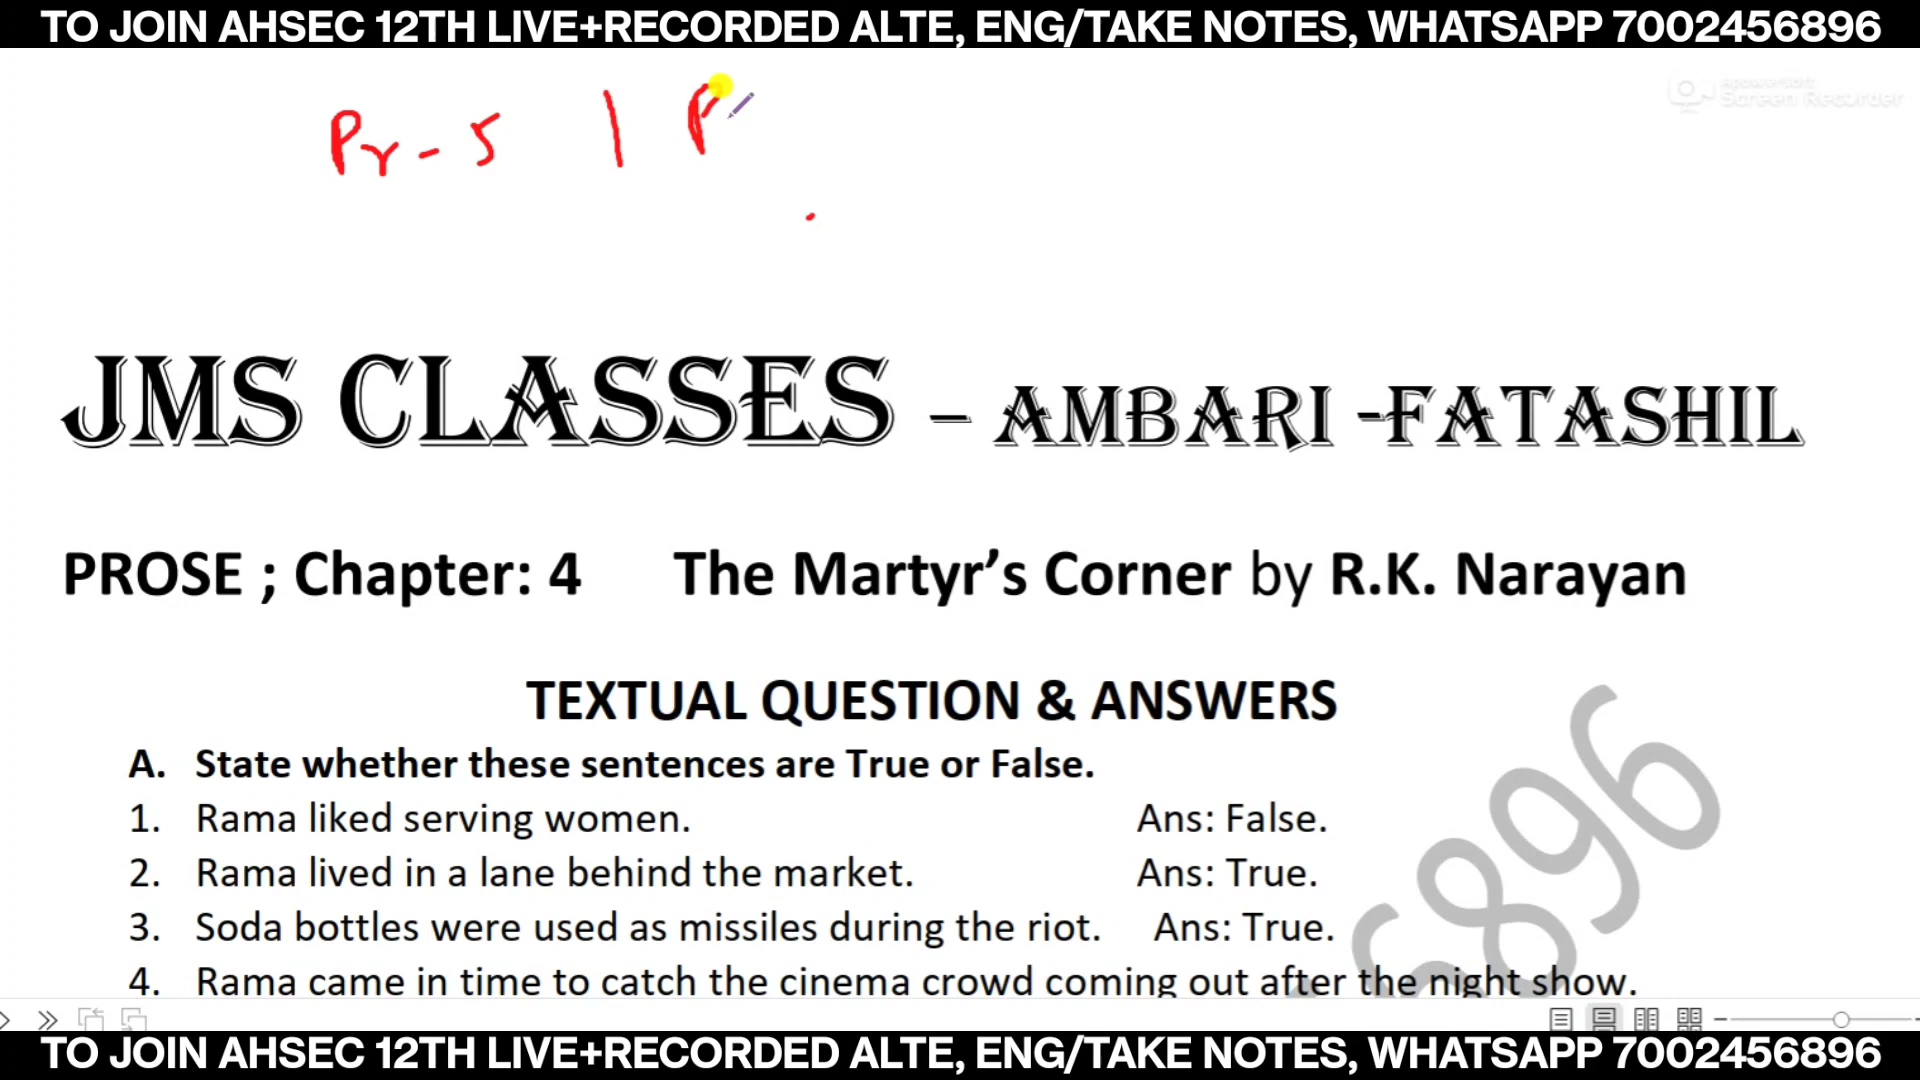 TO JOIN AHSEC 12TH LIVE+RECORDED ALTE, ENG/TAKE NOTES, WHATSAPP 7002456896
Apowersoft
Screen Recorder
Pr - 5 | P
JMS CLASSES – AMBARI -FATASHIL
PROSE ; Chapter: 4 The Martyr’s Corner by R.K. Narayan
TEXTUAL QUESTION & ANSWERS
A. State whether these sentences are True or False.
1. Rama liked serving women. Ans: False.
2. Rama lived in a lane behind the market. Ans: True.
3. Soda bottles were used as missiles during the riot. Ans: True.
4. Rama came in time to catch the cinema crowd coming out after the night show.
6896
TO JOIN AHSEC 12TH LIVE+RECORDED ALTE, ENG/TAKE NOTES, WHATSAPP 7002456896